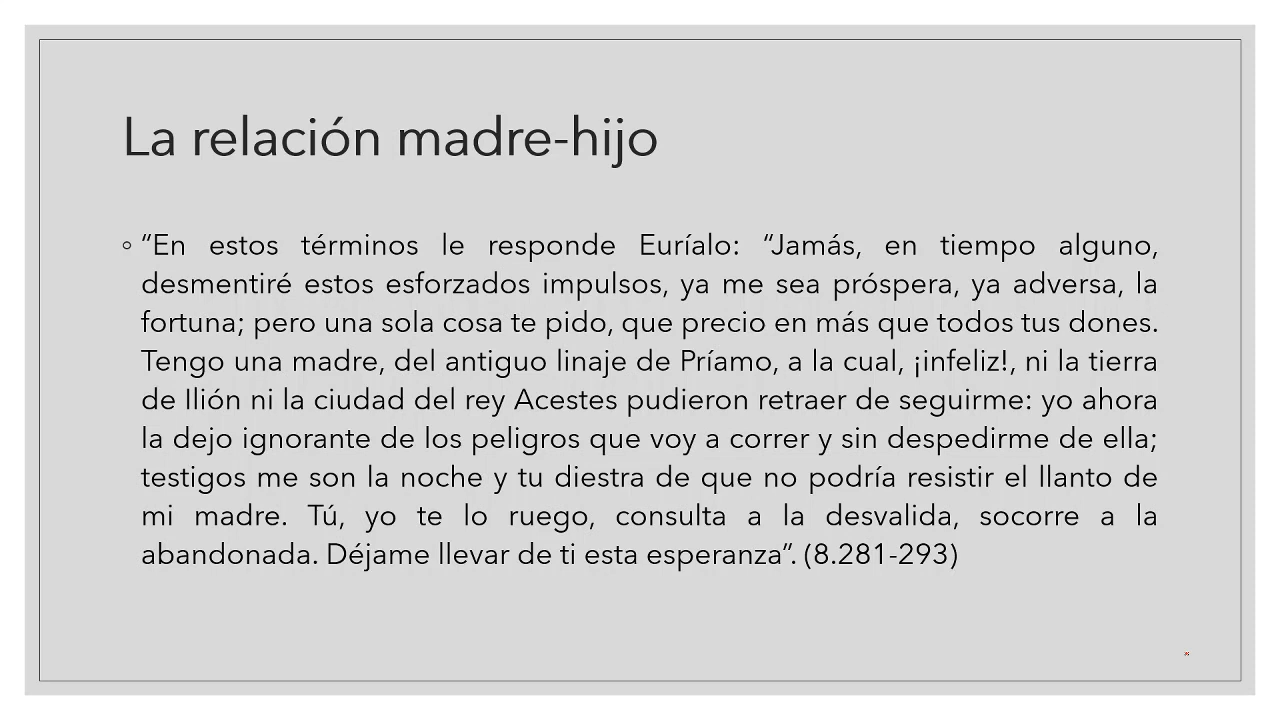 La relación madre-hijo
“En estos términos le responde Euríalo: “Jamás, en tiempo alguno,
desmentiré estos esforzados impulsos, ya me sea próspera, ya adversa, la
fortuna; pero una sola cosa te pido, que precio en más que todos tus dones.
Tengo una madre, del antiguo linaje de Príamo, a la cual, ¡infeliz!, ni la tierra
de Ilión ni la ciudad del rey Acestes pudieron retraer de seguirme: yo ahora
la dejo ignorante de los peligros que voy a correr y sin despedirme de ella;
testigos me son la noche y tu diestra de que no podría resistir el llanto de
mi madre. Tú, yo te lo ruego, consulta a la desvalida, socorre a la
abandonada. Déjame llevar de ti esta esperanza”. (8.281-293)